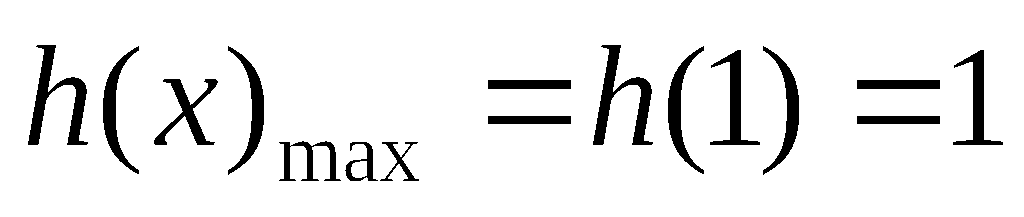 h(x)max = h(1) = 1